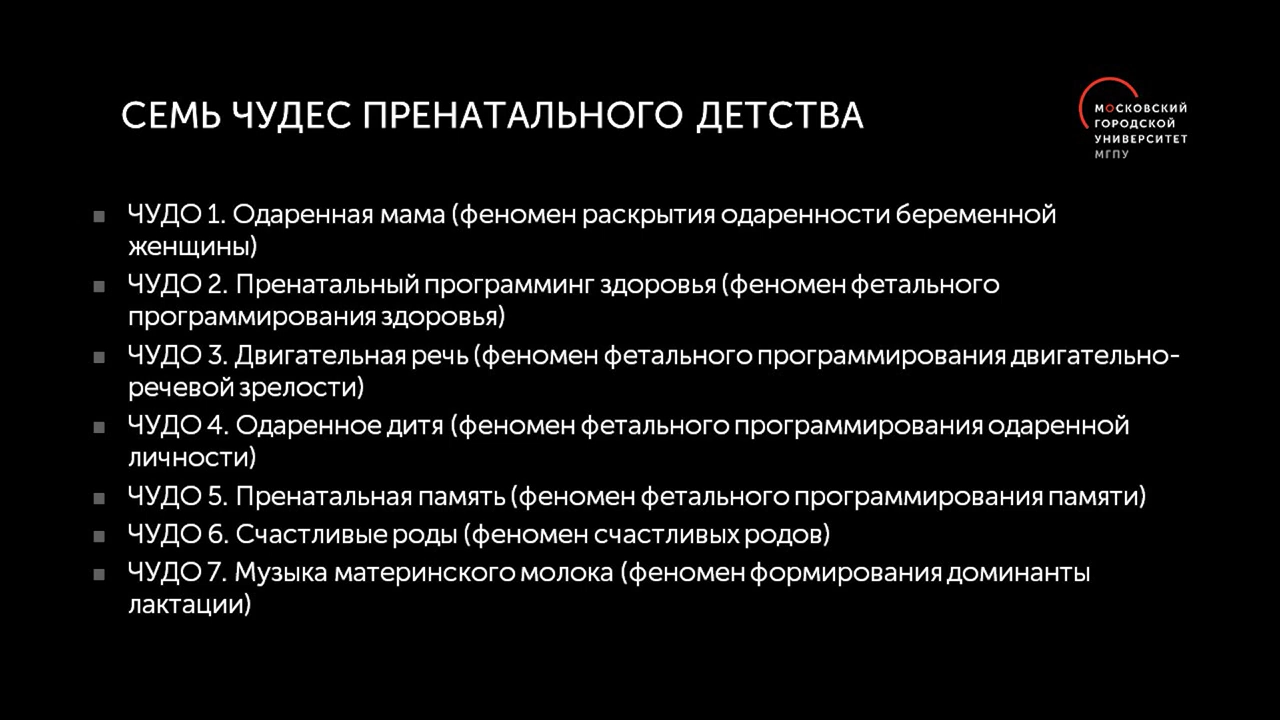 СЕМЬ ЧУДЕС ПРЕНАТАЛЬНОГО ДЕТСТВА
МОСКОВСКИЙ
ГОРОДСКОЙ
УНИВЕРСИТЕТ
МГПУ
ЧУДО 1. Одаренная мама (феномен раскрытия одаренности беременной
женщины)
ЧУДО 2. Пренатальный программинг здоровья (феномен фетального
программирования здоровья)
ЧУДО 3. Двигательная речь (феномен фетального программирования двигательно-
речевой зрелости)
ЧУДО 4. Одаренное дитя (феномен фетального программирования одаренной
личности)
ЧУДО 5. Пренатальная память (феномен фетального программирования памяти)
ЧУДО 6. Счастливые роды (феномен счастливых родов)
ЧУДО 7. Музыка материнского молока (феномен формирования доминанты
лактации)